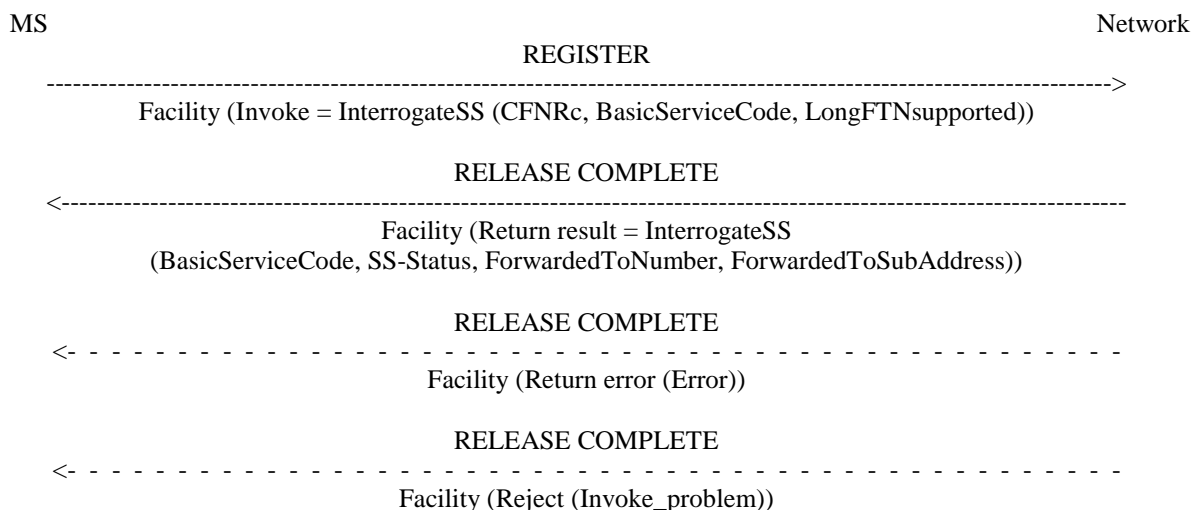 MS Network
REGISTER
------------------------------------------------------------------------------------------------------------------------>
Facility (Invoke = InterrogateSS (CFNRc, BasicServiceCode, LongFTNsupported))
RELEASE COMPLETE
<------------------------------------------------------------------------------------------------------------------------
Facility (Return result = InterrogateSS
(BasicServiceCode, SS-Status, ForwardedToNumber, ForwardedToSubAddress))
RELEASE COMPLETE
<- - - - - - - - - - - - - - - - - - - - - - - - - - - - - - - - - - - - - - - - - - - - - - - - -
Facility (Return error (Error))
RELEASE COMPLETE
<- - - - - - - - - - - - - - - - - - - - - - - - - - - - - - - - - - - - - - - - - - - - - - - - -
Facility (Reject (Invoke_problem))